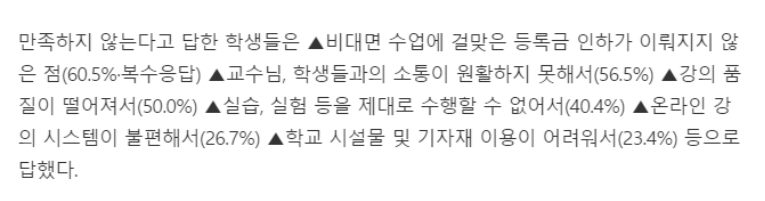 만족하지 않는다고 답한 학생들은 ▲비대면 수업에 걸맞은 등록금 인하가 이뤄지지 않
은 점(60.5%·복수응답) ▲교수님, 학생들과의 소통이 원활하지 못해서(56.5%) ▲강의 품
질이 떨어져서(50.0%) ▲실습, 실험 등을 제대로 수행할 수 없어서(40.4%) ▲온라인 강
의 시스템이 불편해서(26.7%) ▲학교 시설물 및 기자재 이용이 어려워서(23.4%) 등으로
답했다.